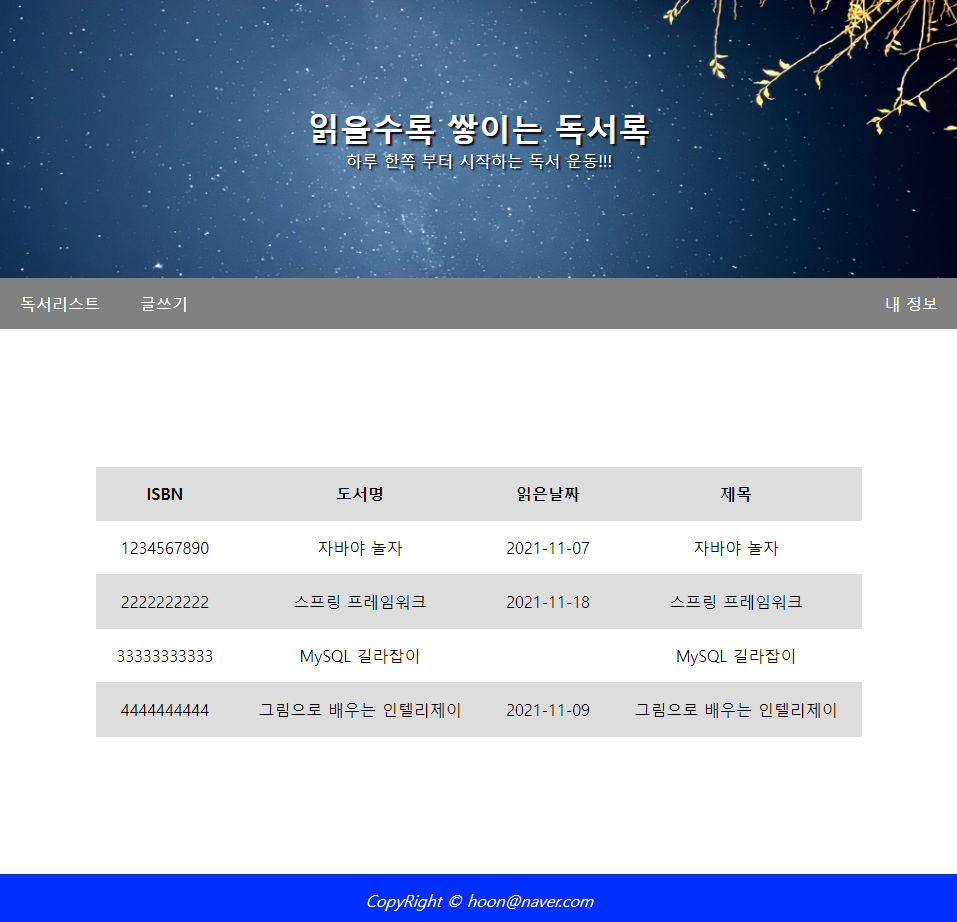 읽을수록 쌓이는 독서록
하루 한쪽 부터 시작하는 독서 운동!!!
독서리스트 글쓰기 내 정보
ISBN 도서명 읽은날짜 제목
1234567890 자바야 놀자 2021-11-07 자바야 놀자
2222222222 스프링 프레임워크 2021-11-18 스프링 프레임워크
33333333333 MySQL 길라잡이 MySQL 길라잡이
4444444444 그림으로 배우는 인텔리제이 2021-11-09 그림으로 배우는 인텔리제이
CopyRight © hoon@naver.com